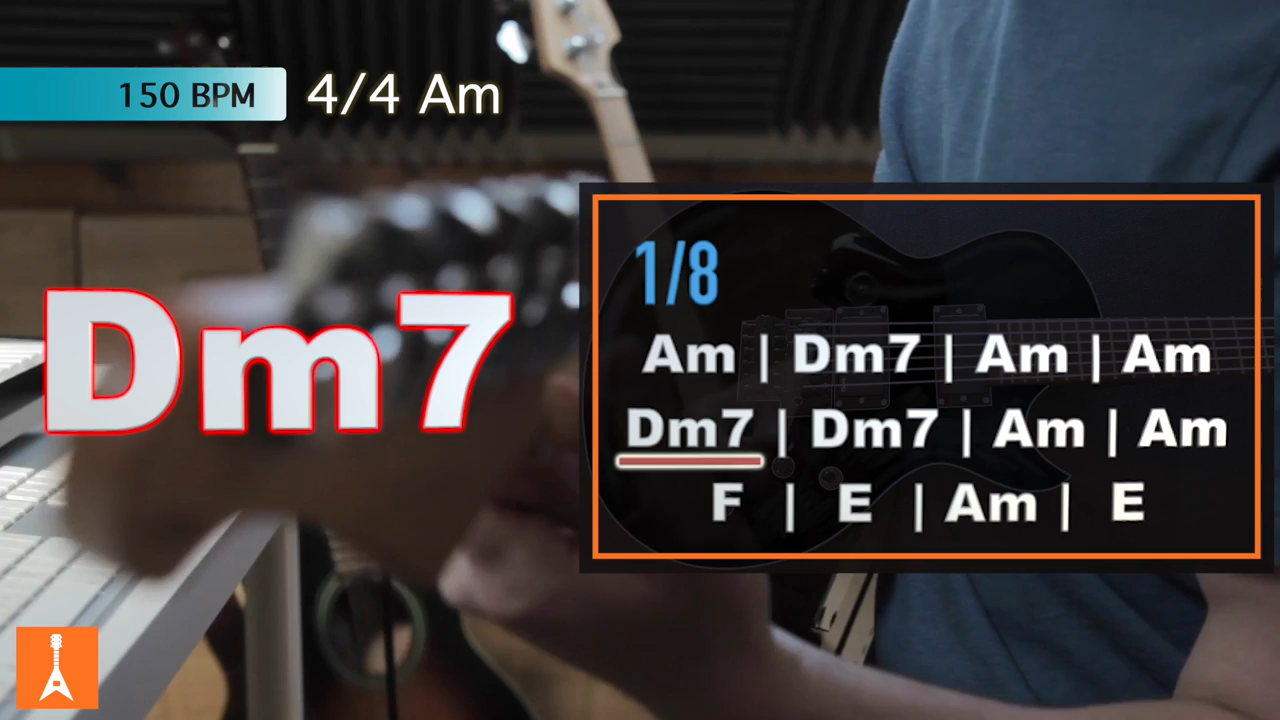 150 BPM 4/4 Am
Dm7
1/8
Am | Dm7 | Am | Am
Dm7 | Dm7 | Am | Am
F | E | Am | E